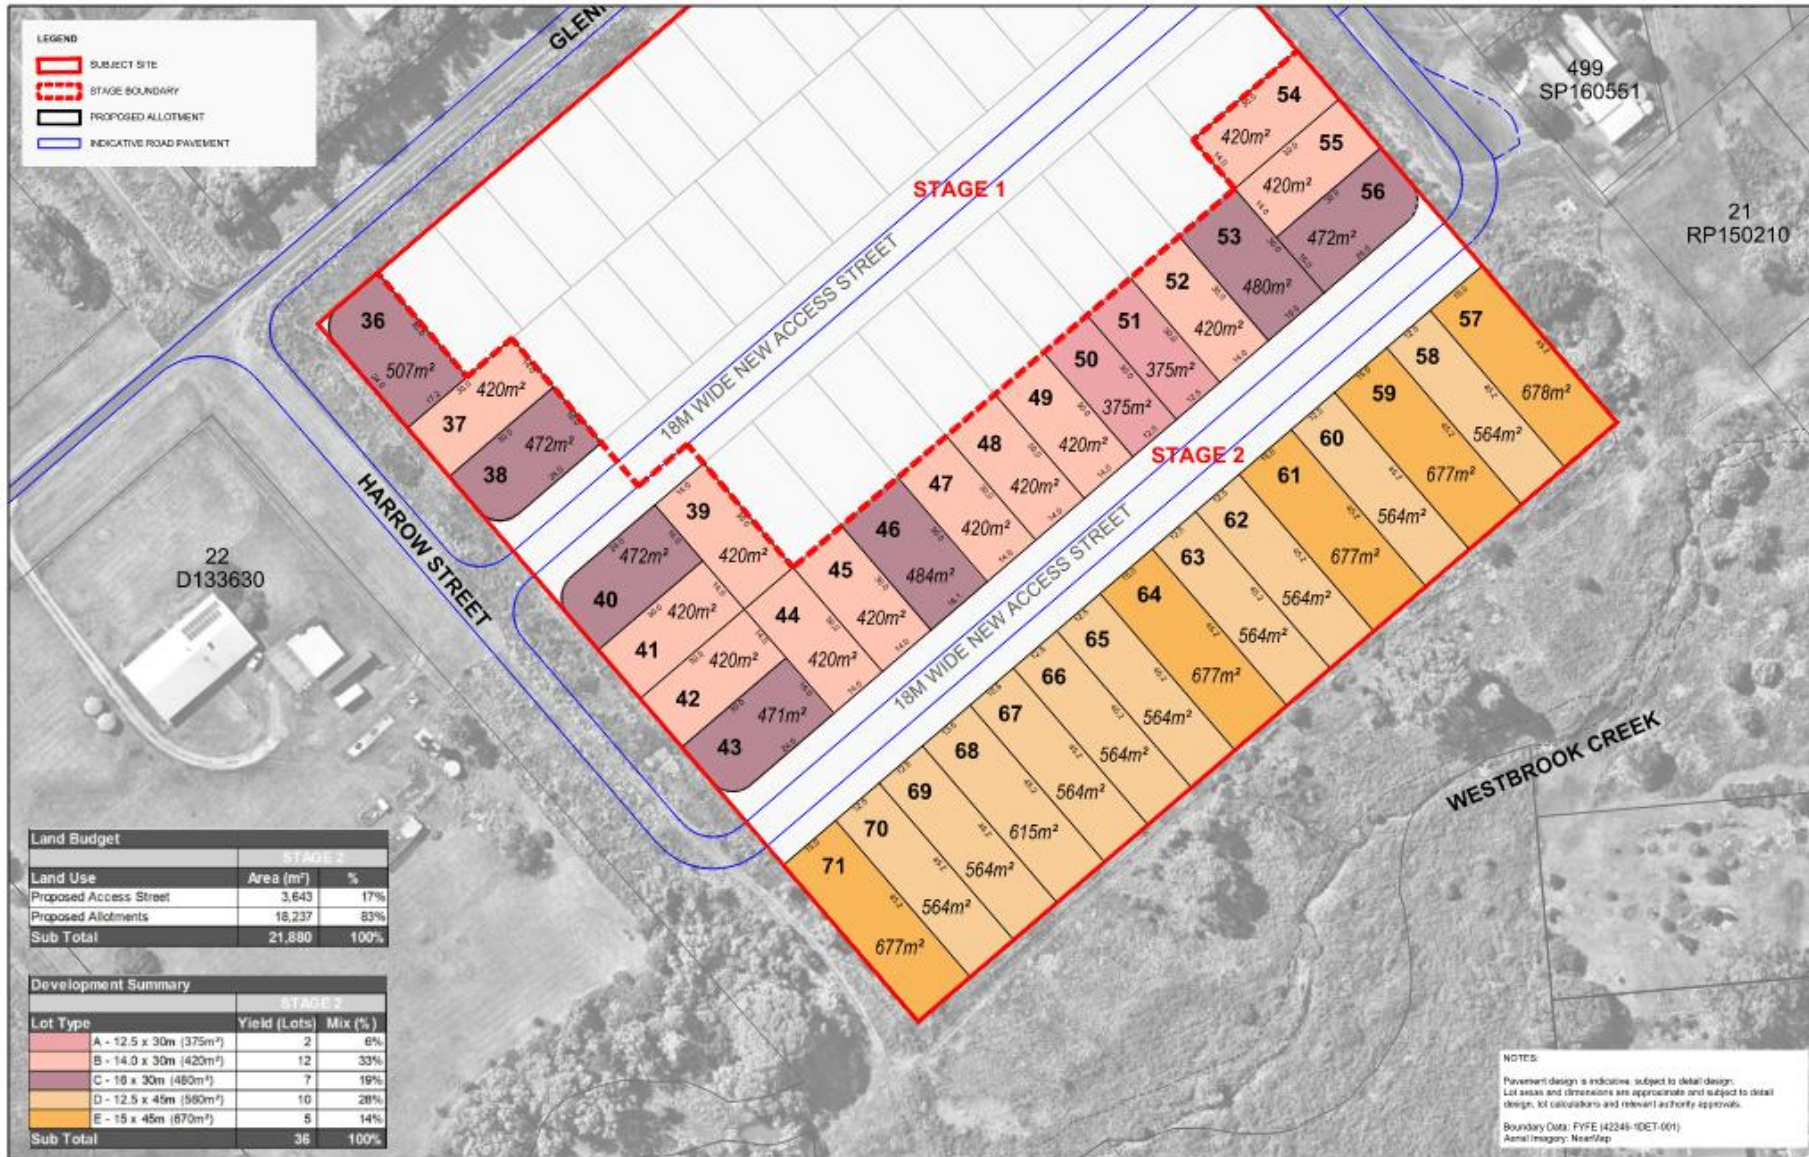 LEGEND
SUBJECT SITE
STAGE BOUNDARY
PROPOSED ALLOTMENT
INDICATIVE ROAD PAVEMENT
499
SP160551
21
RP150210
22
D133630
STAGE 1
STAGE 2
18M WIDE NEW ACCESS STREET
18M WIDE NEW ACCESS STREET
HARROW STREET
WESTBROOK CREEK
36
507m²
37
420m²
38
472m²
39
420m²
40
472m²
41
420m²
42
420m²
43
471m²
44
420m²
45
420m²
46
484m²
47
420m²
48
420m²
49
420m²
50
375m²
51
375m²
52
420m²
53
480m²
54
420m²
55
420m²
56
472m²
57
678m²
58
564m²
59
677m²
60
564m²
61
677m²
62
564m²
63
564m²
64
677m²
65
564m²
66
564m²
67
564m²
68
615m²
69
564m²
70
564m²
71
677m²
Land Budget
STAGE 2
Land Use Area (m²) %
Proposed Access Street 3,643 17%
Proposed Allotments 18,237 83%
Sub Total 21,880 100%
Development Summary
STAGE 2
Lot Type Yield (Lots) Mix (%)
A - 12.5 x 30m (375m²) 2 6%
B - 14.0 x 30m (420m²) 12 33%
C - 16 x 30m (480m²) 7 19%
D - 12.5 x 45m (560m²) 10 28%
E - 15 x 45m (670m²) 5 14%
Sub Total 36 100%
NOTES:
Pavement design is indicative, subject to detail design.
Lot areas and dimensions are approximate and subject to detail
design, lot calculations and relevant authority approvals.
Boundary Data: FYFE (42246-1DET-001)
Aerial Imagery: NearMap